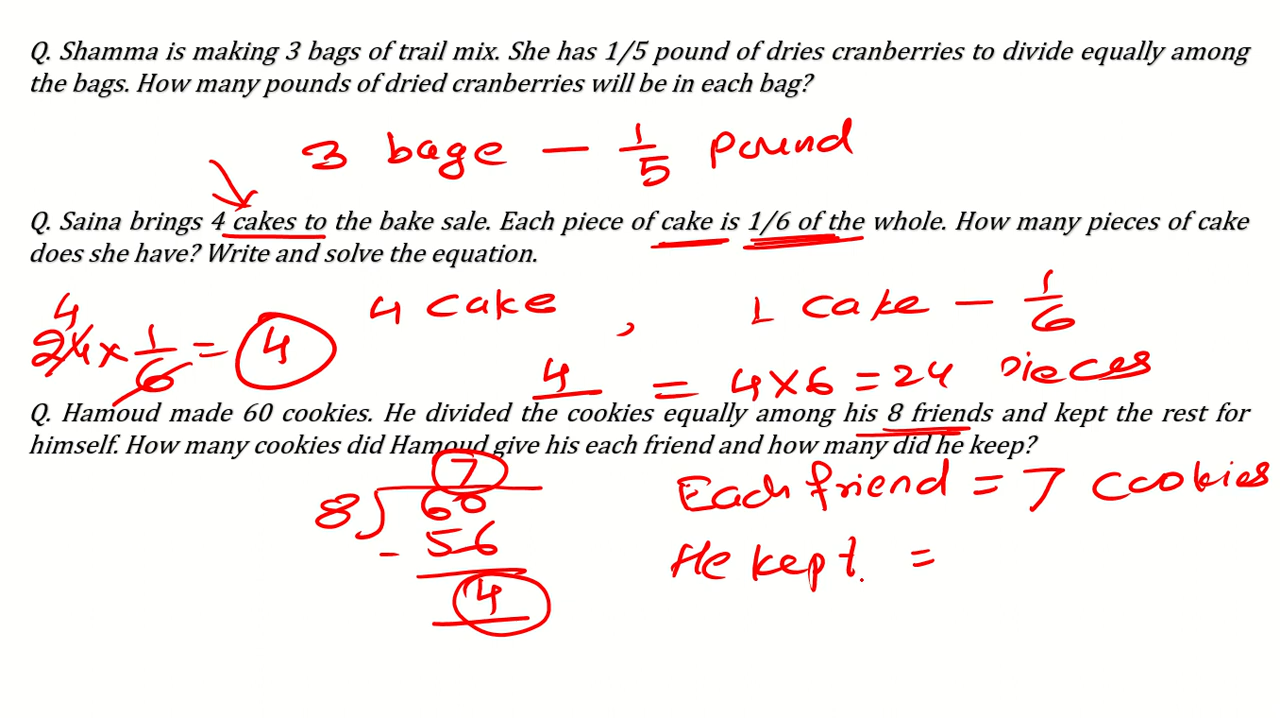 Q. Shamma is making 3 bags of trail mix. She has 1/5 pound of dries cranberries to divide equally among
the bags. How many pounds of dried cranberries will be in each bag?
3 bage — 1/5 pound
Q. Saina brings 4 cakes to the bake sale. Each piece of cake is 1/6 of the whole. How many pieces of cake
does she have? Write and solve the equation.
4 cake , 1 cake — 1/6
4
24 × 1/6 = 4
4 = 4×6 = 24 pieces
Q. Hamoud made 60 cookies. He divided the cookies equally among his 8 friends and kept the rest for
himself. How many cookies did Hamoud give his each friend and how many did he keep?
7
8 60
- 56
4
Each friend = 7 cookies
He kept =